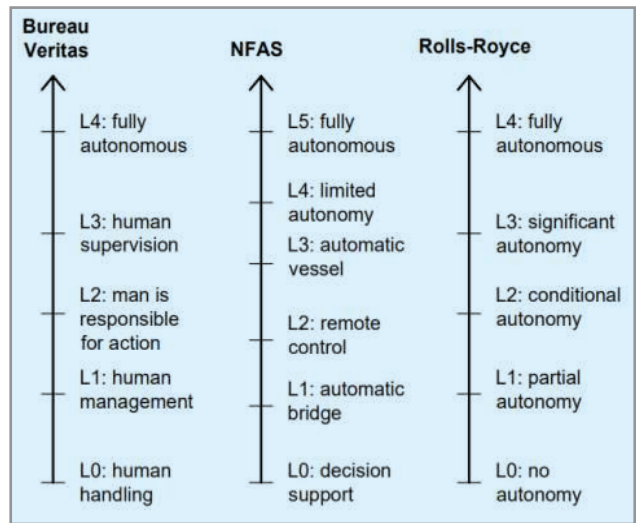 Bureau
Veritas
L4: fully
autonomous
L3: human
supervision
L2: man is
responsible
for action
L1: human
management
L0: human
handling
NFAS
L5: fully
autonomous
L4: limited
autonomy
L3: automatic
vessel
L2: remote
control
L1: automatic
bridge
L0: decision
support
Rolls-Royce
L4: fully
autonomous
L3: significant
autonomy
L2: conditional
autonomy
L1: partial
autonomy
L0: no
autonomy